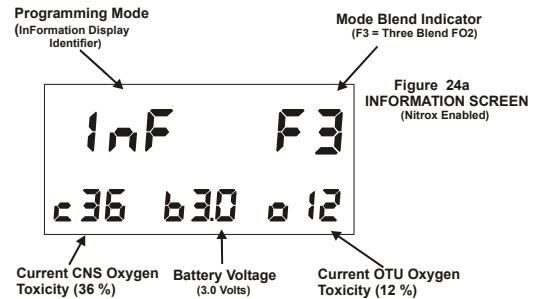 Programming Mode
(InFormation Display
Identifier)
Mode Blend Indicator
(F3 = Three Blend FO2)
Figure 24a
INFORMATION SCREEN
(Nitrox Enabled)
InF F3
c36 b3.0 o12
Current CNS Oxygen
Toxicity (36 %)
Battery Voltage
(3.0 Volts)
Current OTU Oxygen
Toxicity (12 %)